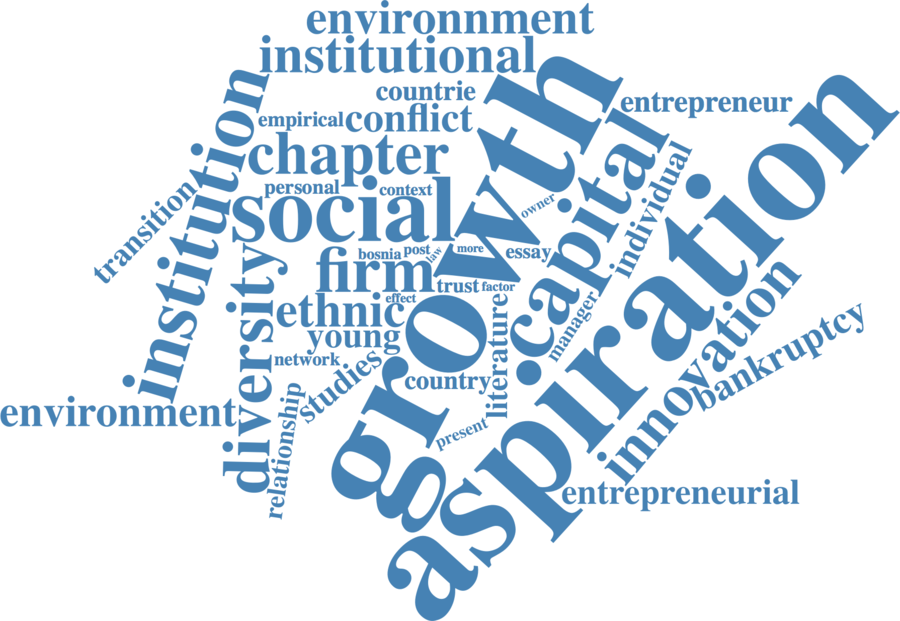 environnment
institutional
countrie
entrepreneur
empirical
conflict
growth
chapter
institution
personal
context
capital
individual
aspiration
transition
social
owner
bosnia
post
law
more
essay
firm
trust
factor
diversity
ethnic
effect
manager
young
literature
innovation
network
studies
country
bankruptcy
environment
relationship
present
entrepreneurial